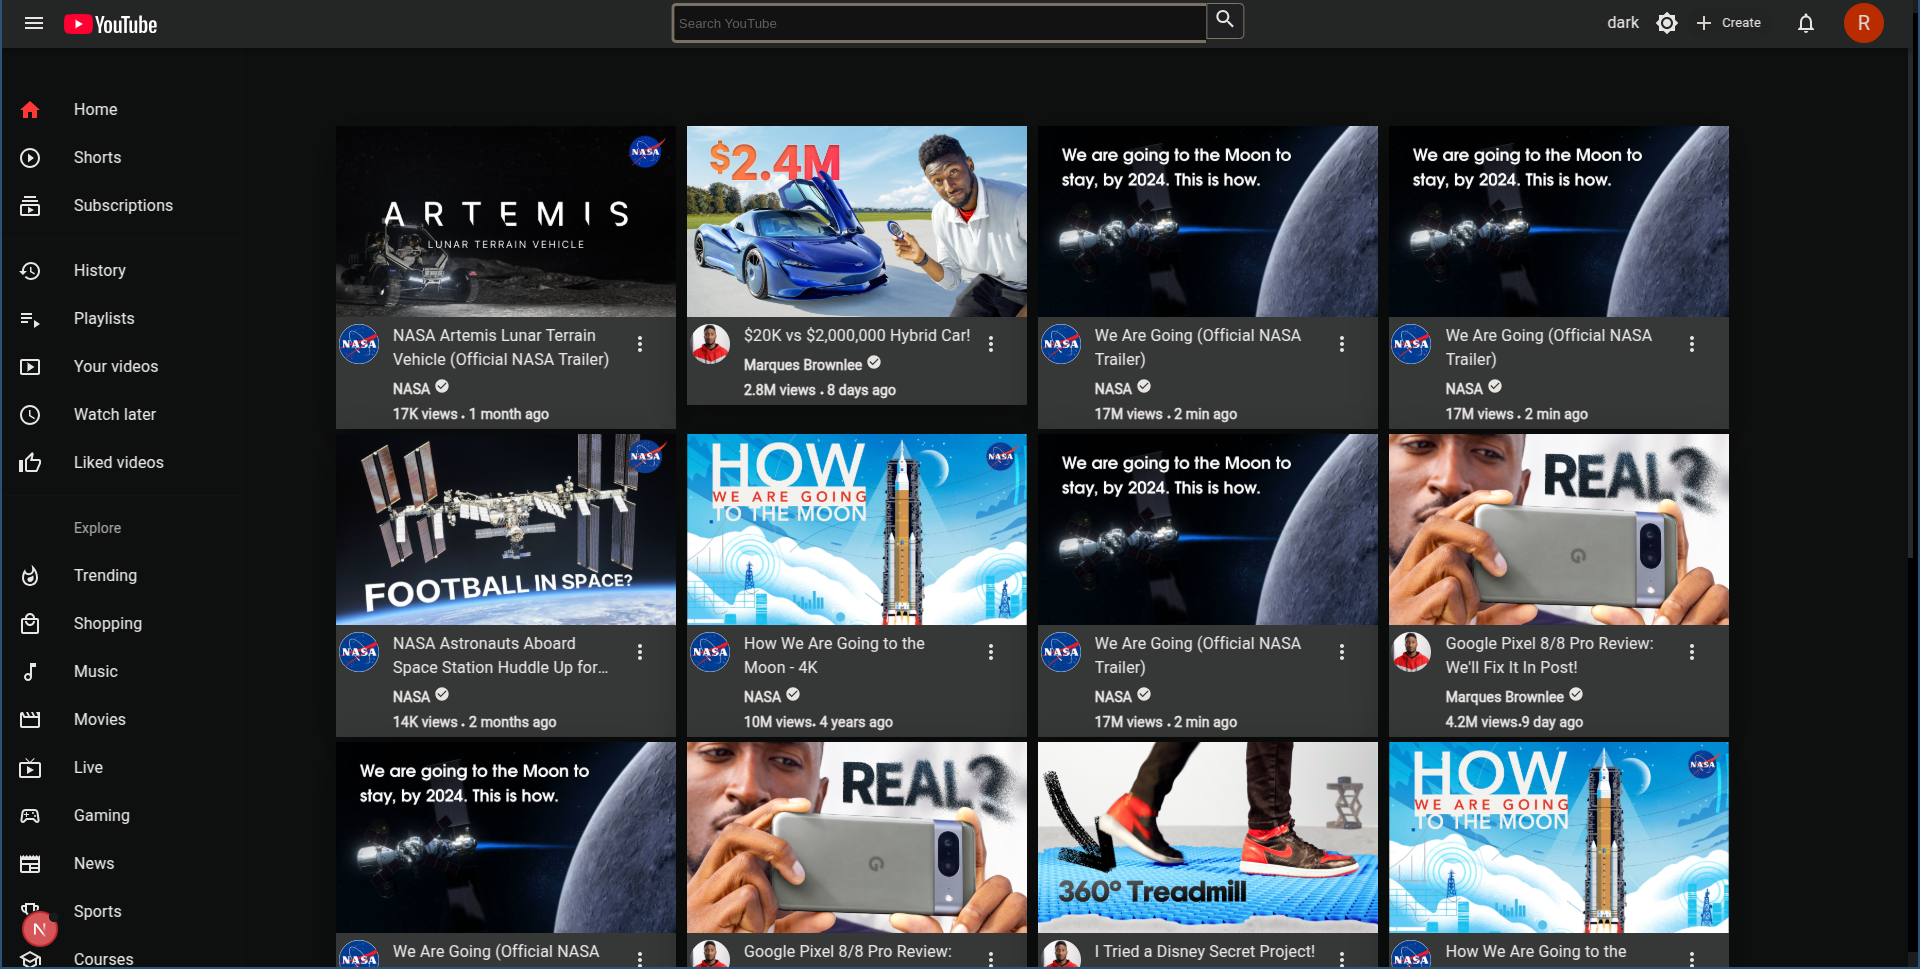 YouTube
Search YouTube
dark
Create
R
Home
Shorts
Subscriptions
History
Playlists
Your videos
Watch later
Liked videos
Explore
Trending
Shopping
Music
Movies
Live
Gaming
News
Sports
N
Courses
NASA
ARTEMIS
LUNAR TERRAIN VEHICLE
NASA
NASA Artemis Lunar Terrain
Vehicle (Official NASA Trailer)
NASA
17K views . 1 month ago
$2.4M
$20K vs $2,000,000 Hybrid Car!
Marques Brownlee
2.8M views . 8 days ago
We are going to the Moon to
stay, by 2024. This is how.
NASA
We Are Going (Official NASA
Trailer)
NASA
17M views . 2 min ago
We are going to the Moon to
stay, by 2024. This is how.
NASA
We Are Going (Official NASA
Trailer)
NASA
17M views . 2 min ago
NASA
FOOTBALL IN SPACE?
NASA
NASA Astronauts Aboard
Space Station Huddle Up for...
NASA
14K views . 2 months ago
HOW
WE ARE GOING
TO THE MOON
NASA
NASA
How We Are Going to the
Moon - 4K
NASA
10M views. 4 years ago
We are going to the Moon to
stay, by 2024. This is how.
NASA
We Are Going (Official NASA
Trailer)
NASA
17M views . 2 min ago
REAL?
G
Google Pixel 8/8 Pro Review:
We'll Fix It In Post!
Marques Brownlee
4.2M views.9 day ago
We are going to the Moon to
stay, by 2024. This is how.
NASA
We Are Going (Official NASA
REAL?
G
Google Pixel 8/8 Pro Review:
360° Treadmill
I Tried a Disney Secret Project!
HOW
WE ARE GOING
TO THE MOON
NASA
NASA
How We Are Going to the